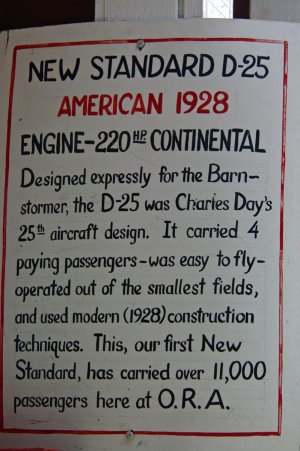 NEW STANDARD D-25
AMERICAN 1928
ENGINE-220 HP. CONTINENTAL
Designed expressly for the Barn-
stormer, the D-25 was Charles Day's
25th aircraft design. It carried 4
paying passengers-was easy to fly-
operated out of the smallest fields,
and used modern (1928) construction
techniques. This, our first New
Standard, has carried over 11,000
passengers here at O.R.A.